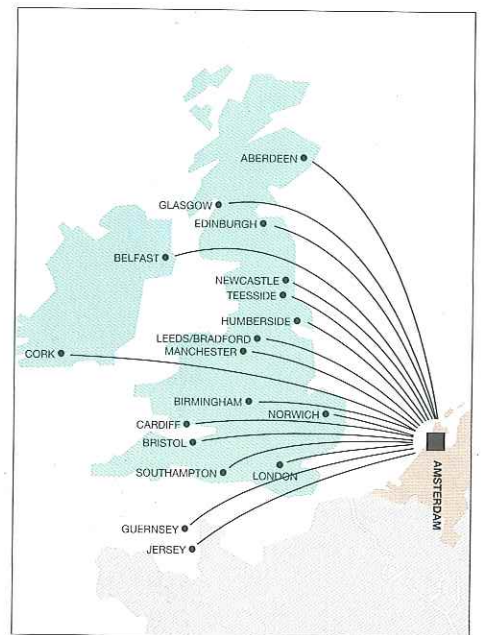 ABERDEEN
GLASGOW
EDINBURGH
BELFAST
NEWCASTLE
TEESSIDE
HUMBERSIDE
LEEDS/BRADFORD
MANCHESTER
CORK
BIRMINGHAM
NORWICH
CARDIFF
BRISTOL
SOUTHAMPTON
LONDON
AMSTERDAM
GUERNSEY
JERSEY